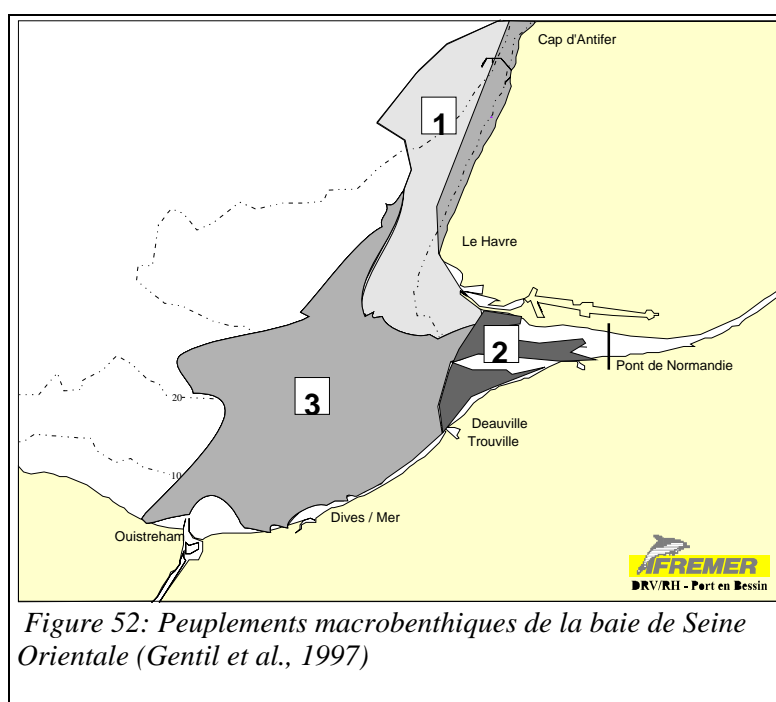 Cap d'Antifer
1
Le Havre
2
Pont de Normandie
3
20
Deauville
Trouville
10
Dives / Mer
Ouistreham
IFREMER
DRV/RH - Port en Bessin
Figure 52: Peuplements macrobenthiques de la baie de Seine
Orientale (Gentil et al., 1997)